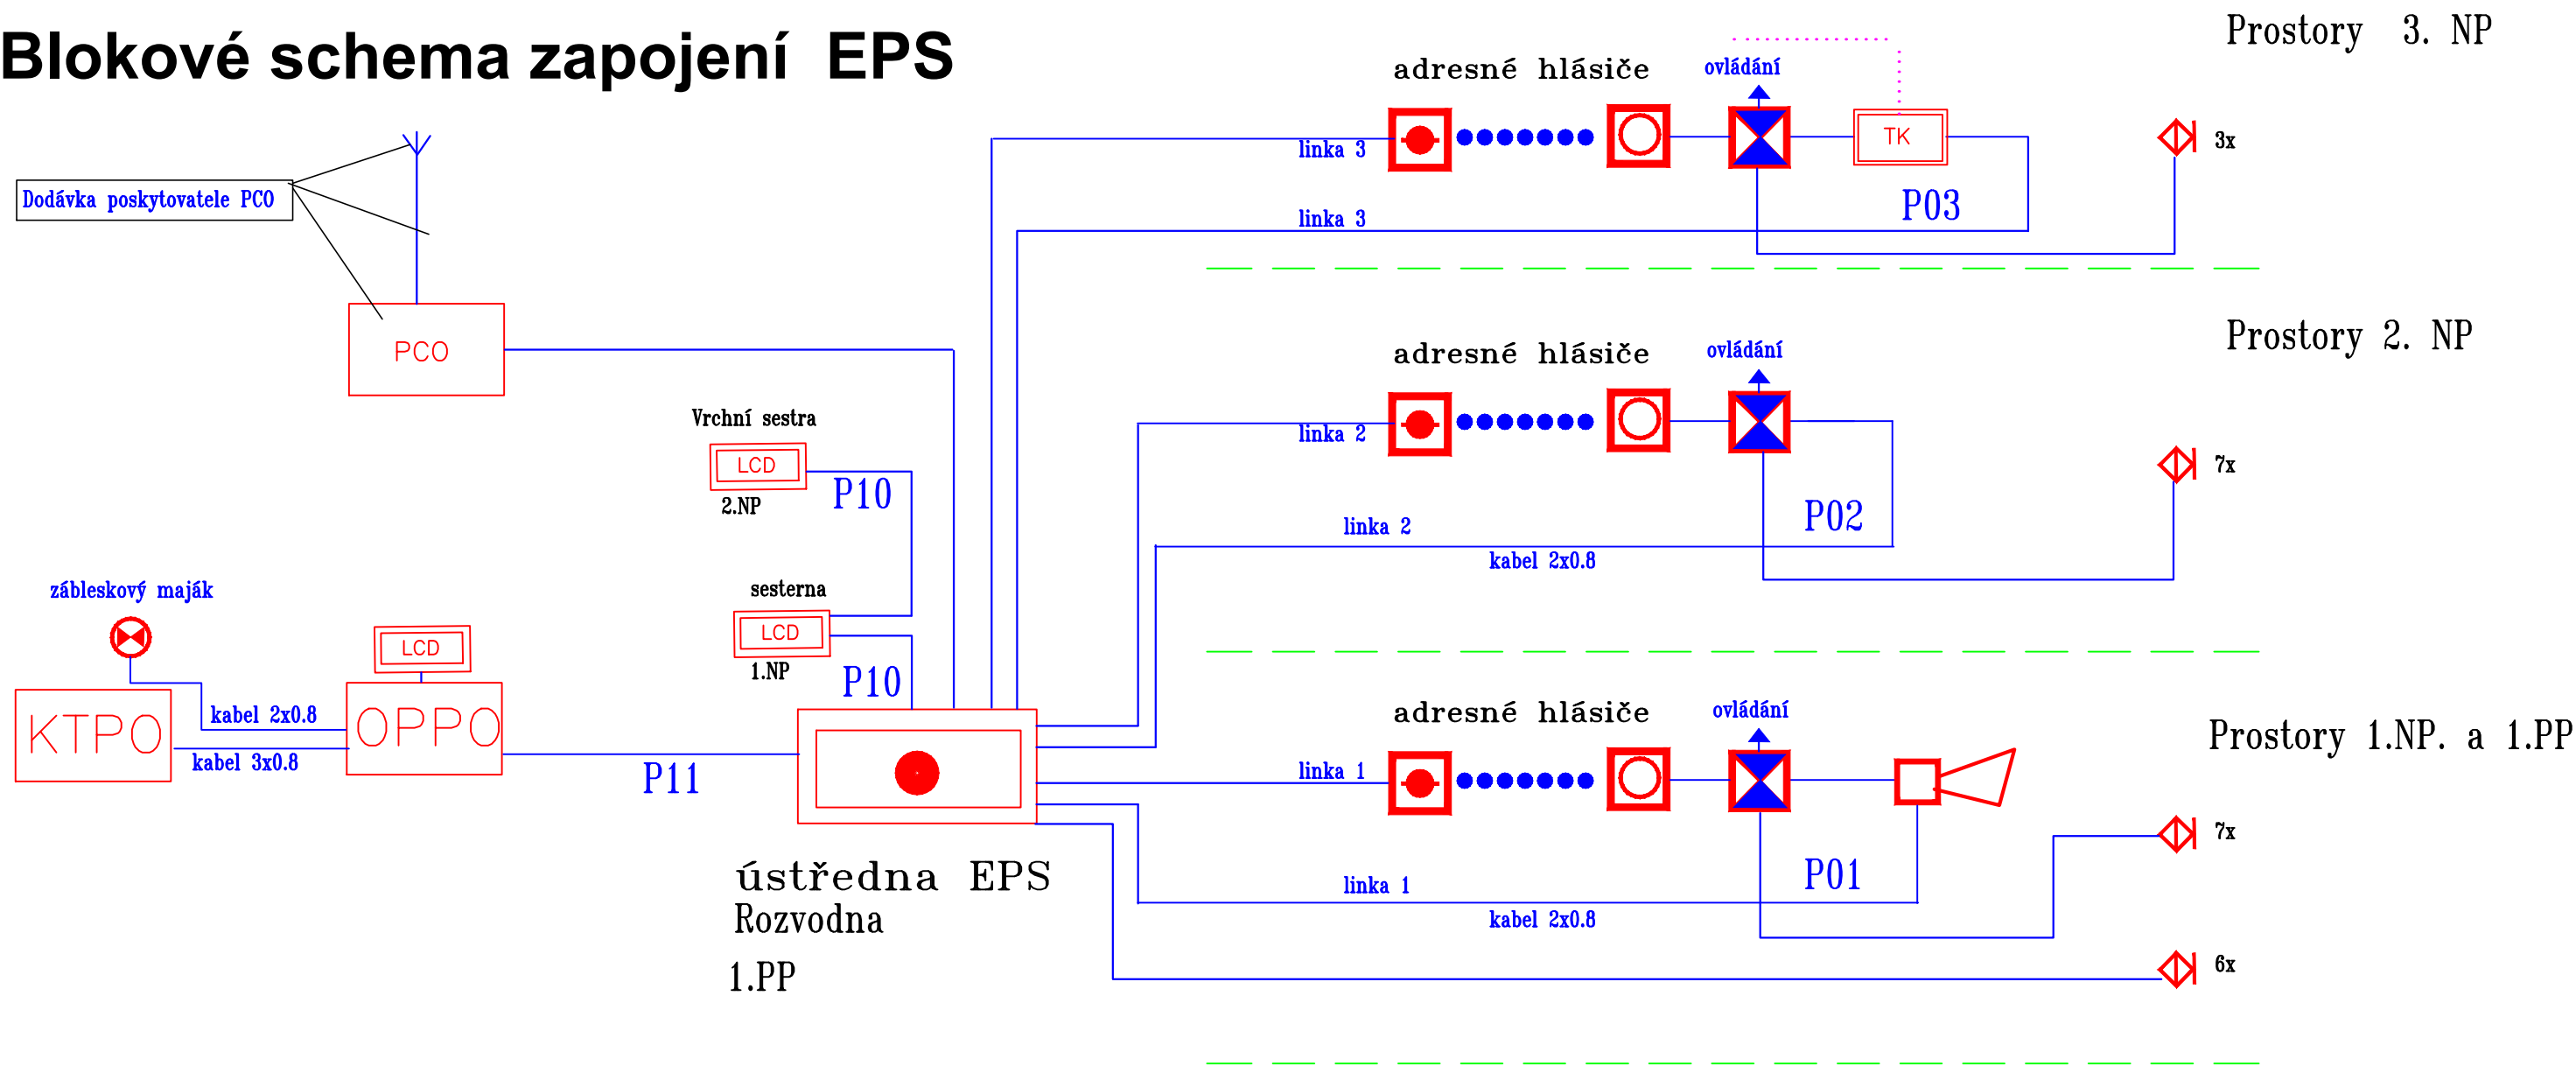 Blokové schema zapojení EPS
Prostory 3. NP
adresné hlásiče
ovládání
linka 3
TK
3x
P03
linka 3
Dodávka poskytovatele PCO
PCO
Prostory 2. NP
adresné hlásiče
ovládání
linka 2
7x
P02
linka 2
kabel 2x0.8
Vrchní sestra
LCD
2.NP
P10
sesterna
LCD
1.NP
P10
zábleskový maják
LCD
KTPO
kabel 2x0.8
kabel 3x0.8
OPPO
P11
ústředna EPS
Rozvodna
1.PP
Prostory 1.NP. a 1.PP
adresné hlásiče
ovládání
linka 1
7x
P01
linka 1
kabel 2x0.8
6x